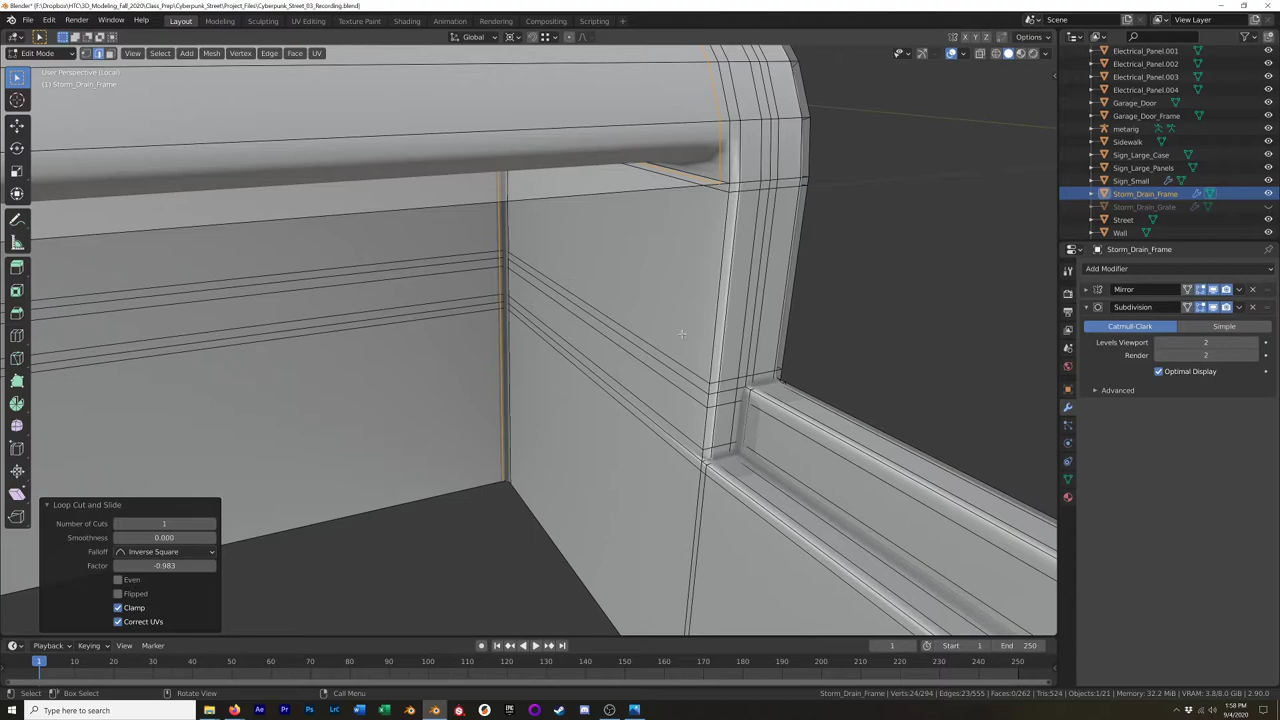 Blender* [F:\Dropbox\HTC\3D_Modeling_Fall_2020\Class_Prep\Cyberpunk_Street\Project_Files\Cyberpunk_Street_03_Recording.blend]
File Edit Render Window Help Layout Modeling Sculpting UV Editing Texture Paint Shading Animation Rendering Compositing Scripting + Scene View Layer
Edit Mode View Select Add Mesh Vertex Edge Face UV Global X Y Z Options
User Perspective (Local)
(1) Storm_Drain_Frame
Electrical_Panel.001
Electrical_Panel.002
Electrical_Panel.003
Electrical_Panel.004
Garage_Door
Garage_Door_Frame
metarig
Sidewalk
Sign_Large_Case
Sign_Large_Panels
Sign_Small
Storm_Drain_Frame
Storm_Drain_Grate
Street
Wall
Storm_Drain_Frame
Add Modifier
Mirror
Subdivision
Catmull-Clark Simple
Levels Viewport 2
Render 2
Optimal Display
Advanced
Loop Cut and Slide
Number of Cuts 1
Smoothness 0.000
Falloff Inverse Square
Factor -0.983
Even
Flipped
Clamp
Correct UVs
Playback Keying View Marker 1 Start 1 End 250
1 10 20 30 40 50 60 70 80 90 100 110 120 130 140 150 160 170 180 190 200 210 220 230 240 250
Select Box Select Rotate View Call Menu Storm_Drain_Frame | Verts:24/294 | Edges:23/555 | Faces:0/262 | Tris:524 | Objects:1/21 | Memory: 32.2 MiB | VRAM: 3.8/8.0 GiB | 2.90.0
Type here to search
1:58 PM
9/4/2020